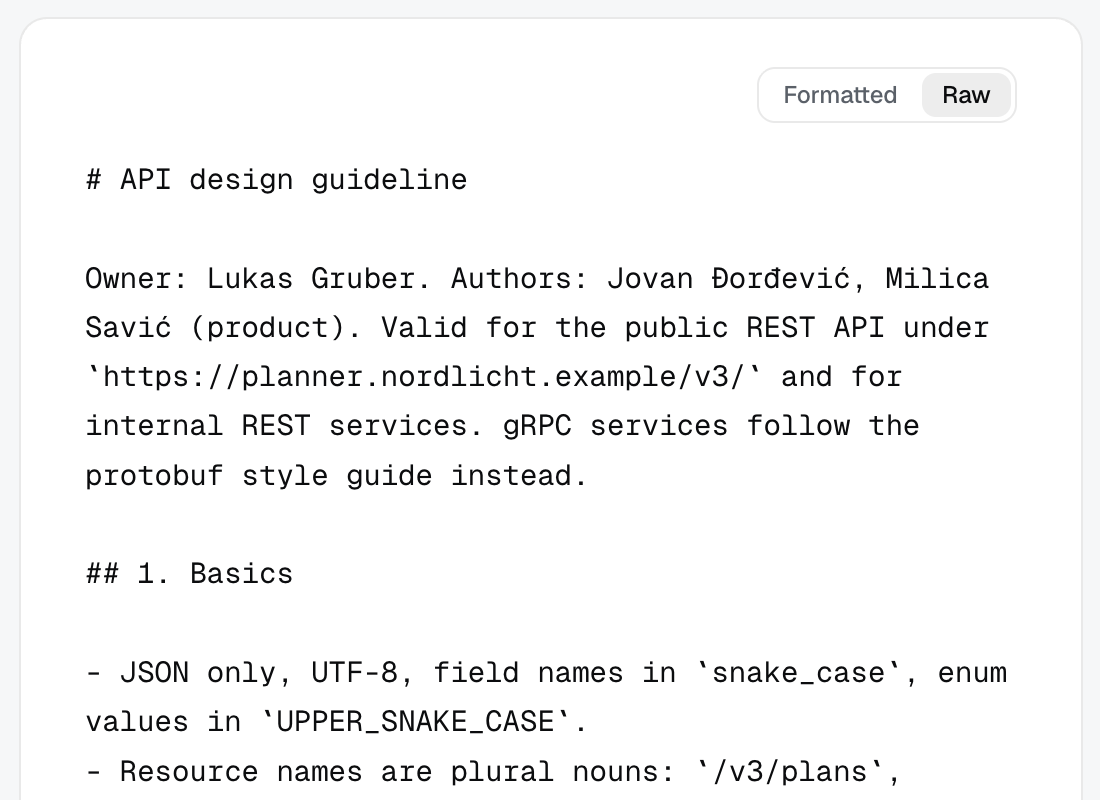 Formatted Raw
# API design guideline
Owner: Lukas Gruber. Authors: Jovan Đorđević, Milica
Savić (product). Valid for the public REST API under
`https://planner.nordlicht.example/v3/` and for
internal REST services. gRPC services follow the
protobuf style guide instead.
## 1. Basics
- JSON only, UTF-8, field names in `snake_case`, enum
values in `UPPER_SNAKE_CASE`.
- Resource names are plural nouns: `/v3/plans`,